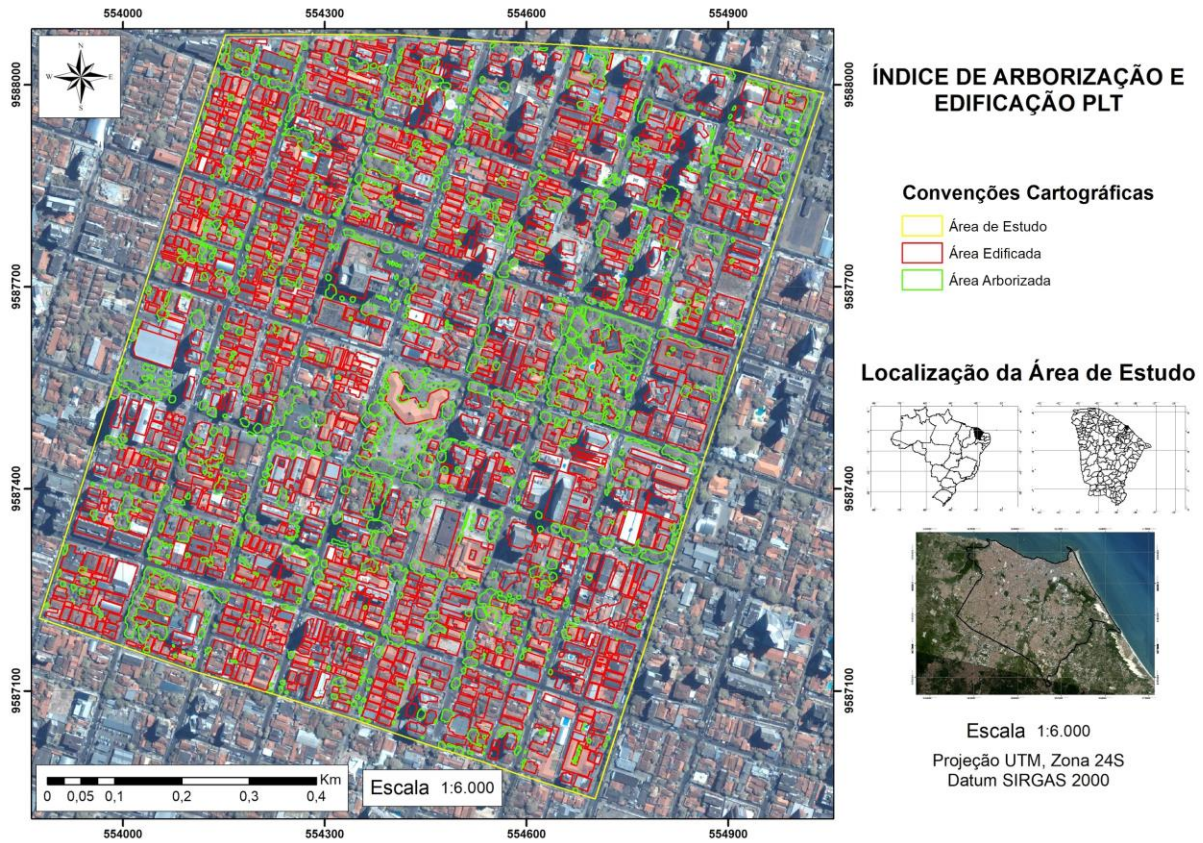 554000 554300 554600 554900
N
W E
S
9588000 9588000
9587700 9587700
9587400 9587400
9587100 9587100
Km
0 0,05 0,1 0,2 0,3 0,4
Escala 1:6.000
554000 554300 554600 554900
ÍNDICE DE ARBORIZAÇÃO E
EDIFICAÇÃO PLT
Convenções Cartográficas
Área de Estudo
Área Edificada
Área Arborizada
Localização da Área de Estudo
Escala 1:6.000
Projeção UTM, Zona 24S
Datum SIRGAS 2000